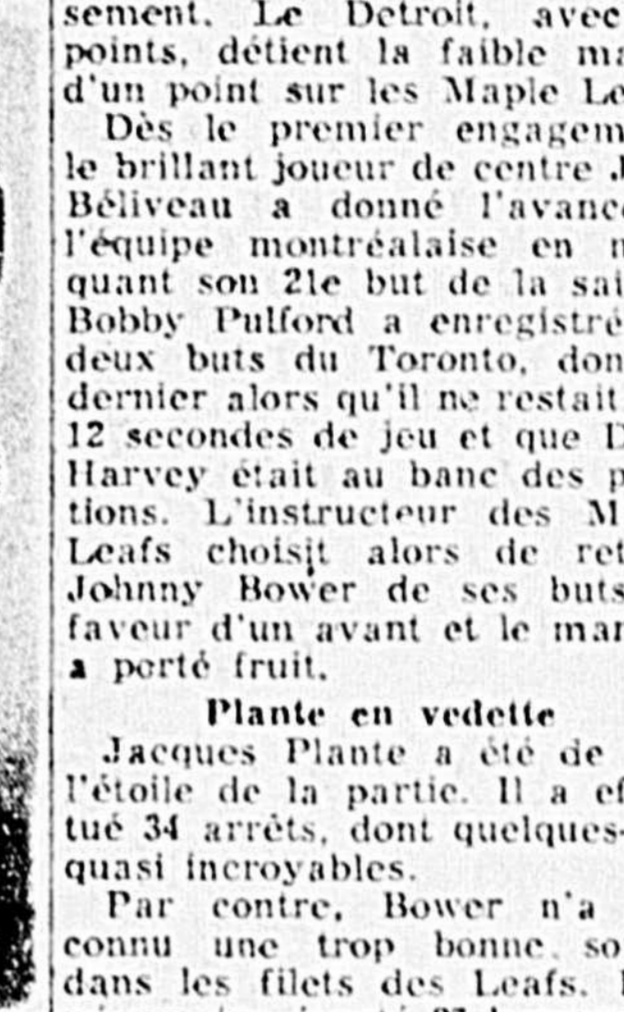 sement. Le Detroit, avec
points, détient la faible ma
d'un point sur les Maple Le
Dès le premier engagem
le brillant joueur de centre J
Béliveau a donné l'avance
l'équipe montréalaise en m
quant son 21e but de la sai
Bobby Pulford a enregistré
deux buts du Toronto, don
dernier alors qu'il ne restait
12 secondes de jeu et que D
Harvey était au banc des p
tions. L'instructeur des M
Leafs choisit alors de ret
Johnny Bower de ses buts
faveur d'un avant et le man
a porté fruit.
Plante en vedette
Jacques Plante a été de
l'étoile de la partie. Il a ef
tué 34 arrêts, dont quelques-
quasi incroyables.
Par contre, Bower n'a
connu une trop bonne so
dans les filets des Leafs.